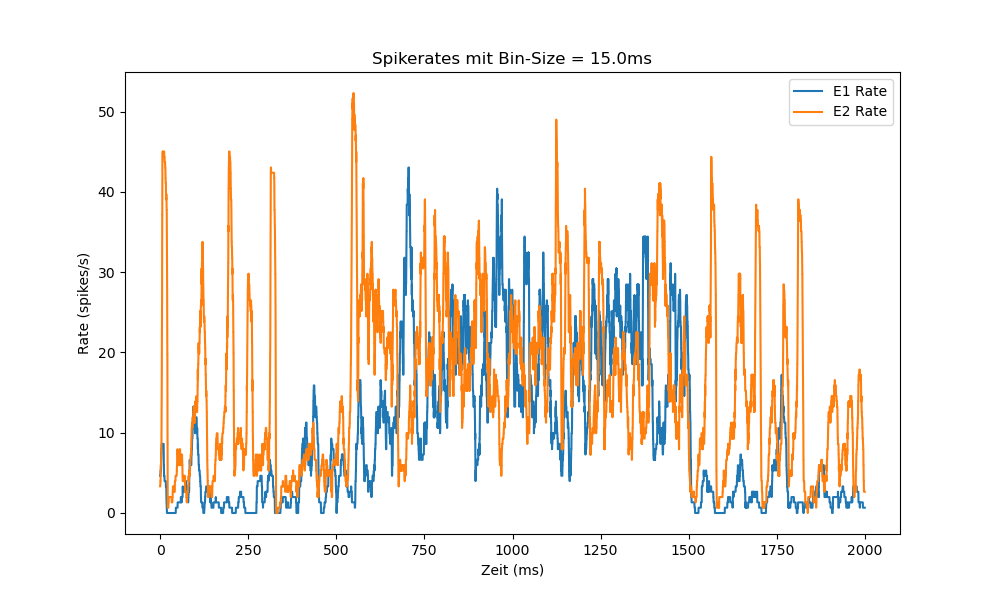 Spikerates mit Bin-Size = 15.0ms
E1 Rate
E2 Rate
50
40
30
20
10
0
Rate (spikes/s)
0 250 500 750 1000 1250 1500 1750 2000
Zeit (ms)